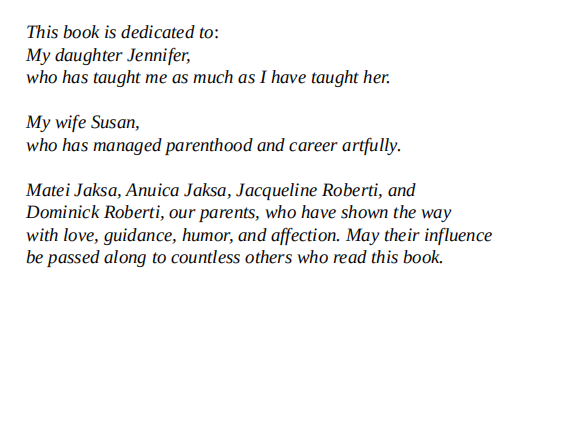 This book is dedicated to:
My daughter Jennifer,
who has taught me as much as I have taught her.
My wife Susan,
who has managed parenthood and career artfully.
Matei Jaksa, Anuica Jaksa, Jacqueline Roberti, and
Dominick Roberti, our parents, who have shown the way
with love, guidance, humor, and affection. May their influence
be passed along to countless others who read this book.